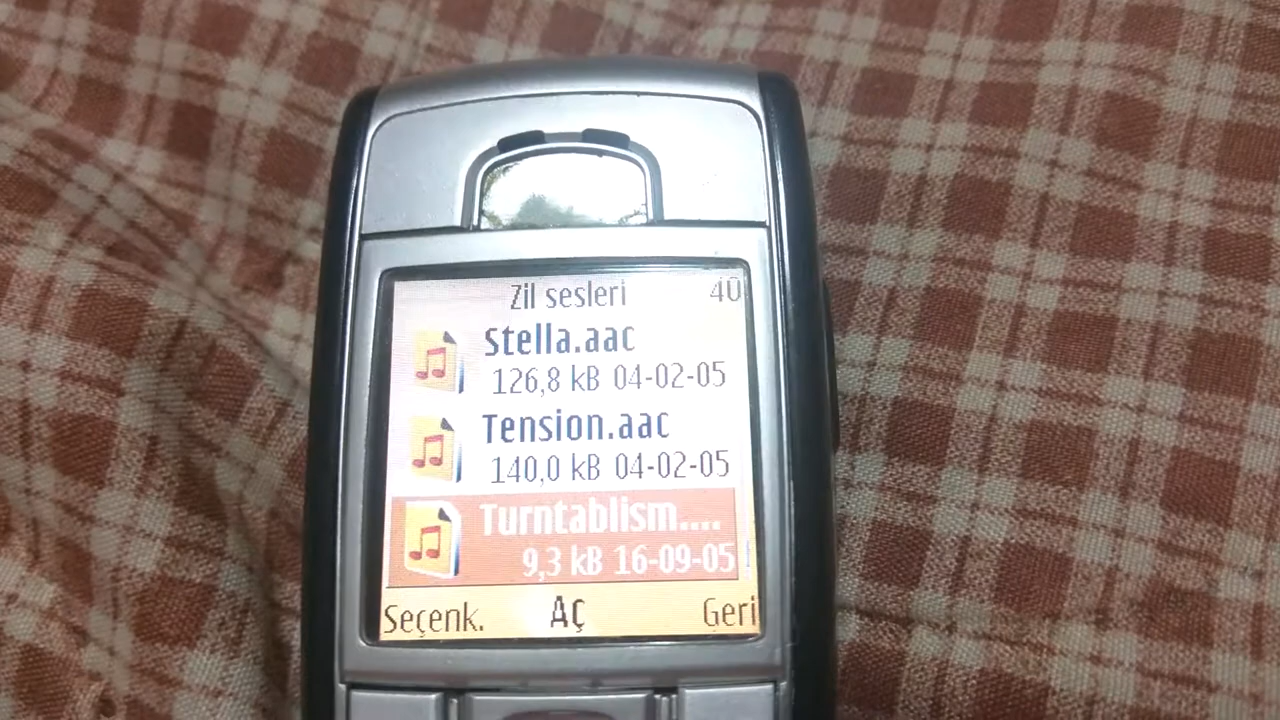 Zil sesleri 40
Stella.aac
126,8 kB 04-02-05
Tension.aac
140,0 kB 04-02-05
Turntablism....
9,3 kB 16-09-05
Seçenk. Aç Geri